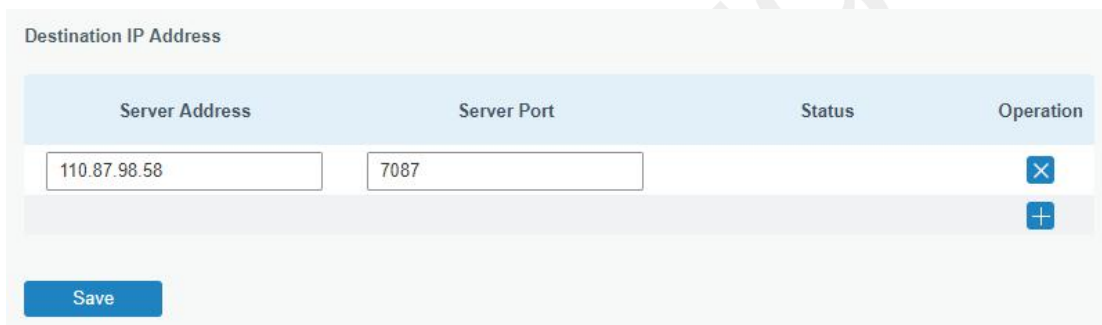 Destination IP Address
Server Address Server Port Status Operation
110.87.98.58 7087
Save